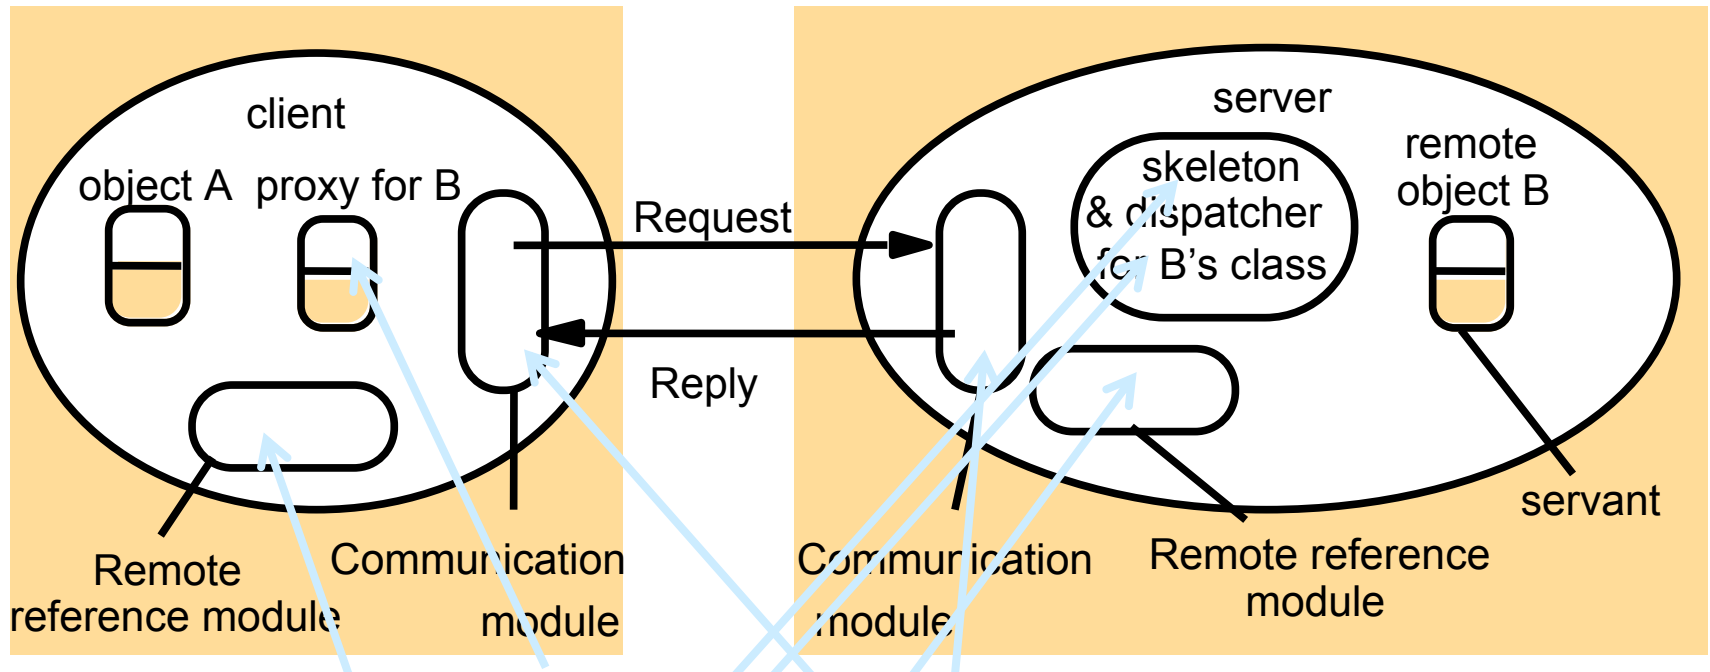 client
object A
proxy for B
Request
Reply
Remote
reference module
Communication
module
server
skeleton
& dispatcher
for B’s class
remote
object B
servant
Communication
module
Remote reference
module